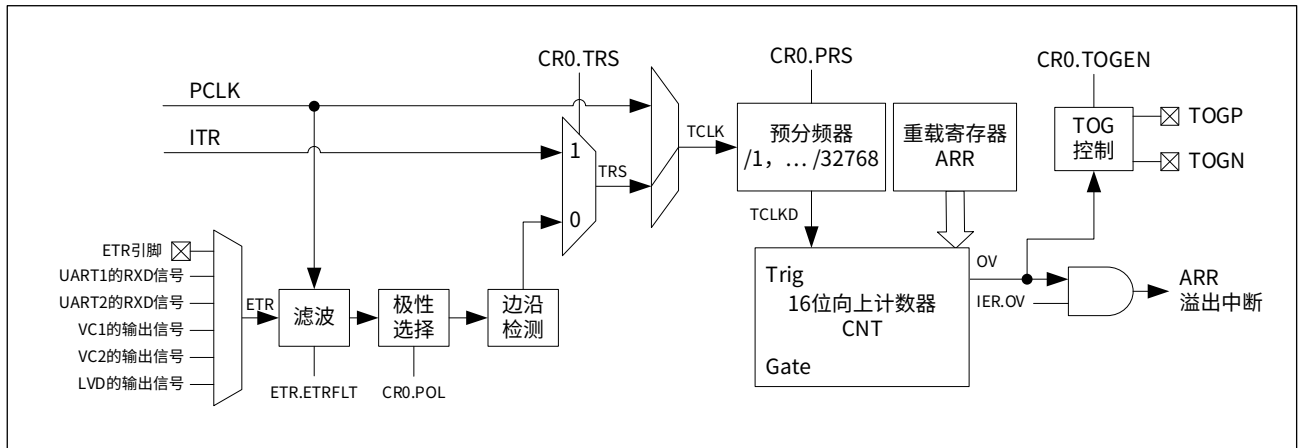 CR0.TRS
CR0.PRS
CR0.TOGEN
PCLK
ITR
1
TRS
0
TCLK
预分频器
/1，… /32768
重载寄存器
ARR
TOG
控制
TOGP
TOGN
TCLKD
ETR引脚
UART1的RXD信号
UART2的RXD信号
VC1的输出信号
VC2的输出信号
LVD的输出信号
ETR
滤波
极性
选择
边沿
检测
ETR.ETRFLT
CR0.POL
Trig
16位向上计数器
CNT
Gate
OV
IER.OV
ARR
溢出中断